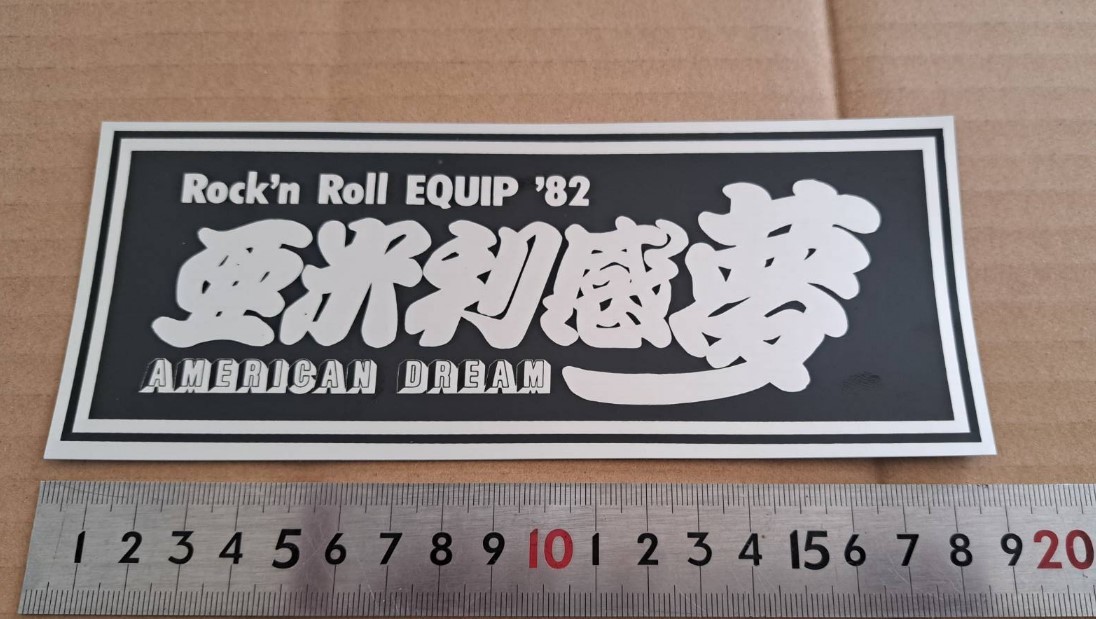 Rock'n Roll EQUIP '82
亜米利感夢
AMERICAN DREAM
1 2 3 4 5 6 7 8 9 10 1 2 3 4 15 6 7 8 9 20